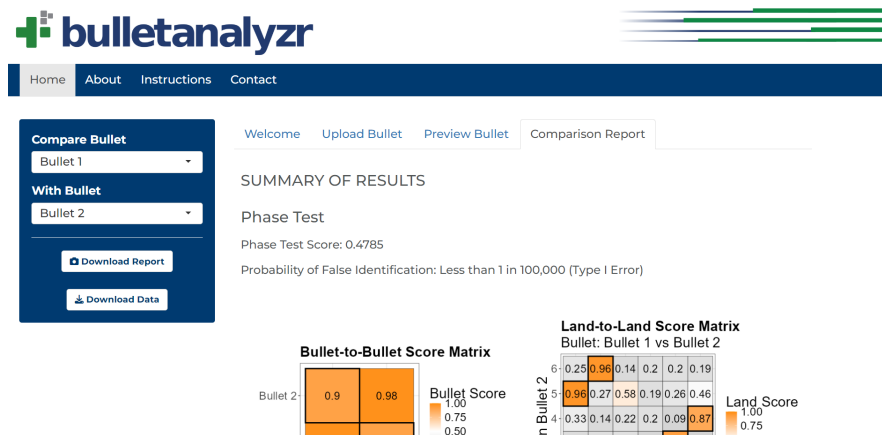 bulletanalyzr
Home About Instructions Contact
Compare Bullet
Bullet 1
With Bullet
Bullet 2
Download Report
Download Data
Welcome Upload Bullet Preview Bullet Comparison Report
SUMMARY OF RESULTS
Phase Test
Phase Test Score: 0.4785
Probability of False Identification: Less than 1 in 100,000 (Type I Error)
Bullet-to-Bullet Score Matrix
Bullet 2
0.9 0.98
Bullet Score
1.00
0.75
0.50
Land-to-Land Score Matrix
Bullet: Bullet 1 vs Bullet 2
6 0.25 0.96 0.14 0.2 0.2 0.19
5 0.96 0.27 0.58 0.19 0.26 0.46
4 0.33 0.14 0.22 0.2 0.09 0.87
Bullet 2
Land Score
1.00
0.75